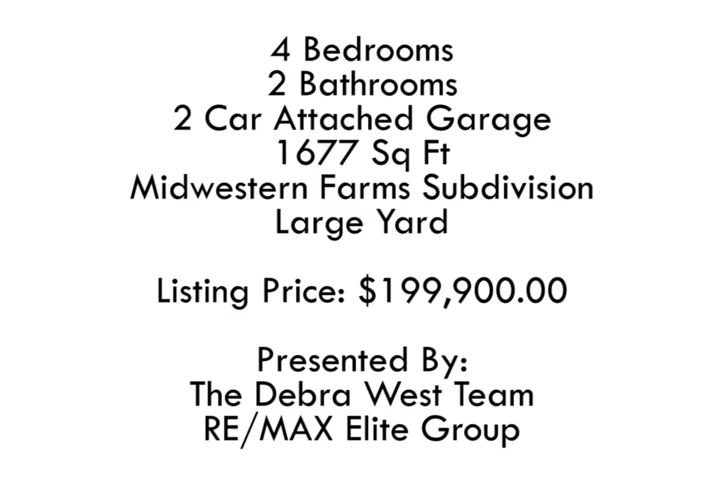 4 Bedrooms
2 Bathrooms
2 Car Attached Garage
1677 Sq Ft
Midwestern Farms Subdivision
Large Yard
Listing Price: $199,900.00
Presented By:
The Debra West Team
RE/MAX Elite Group